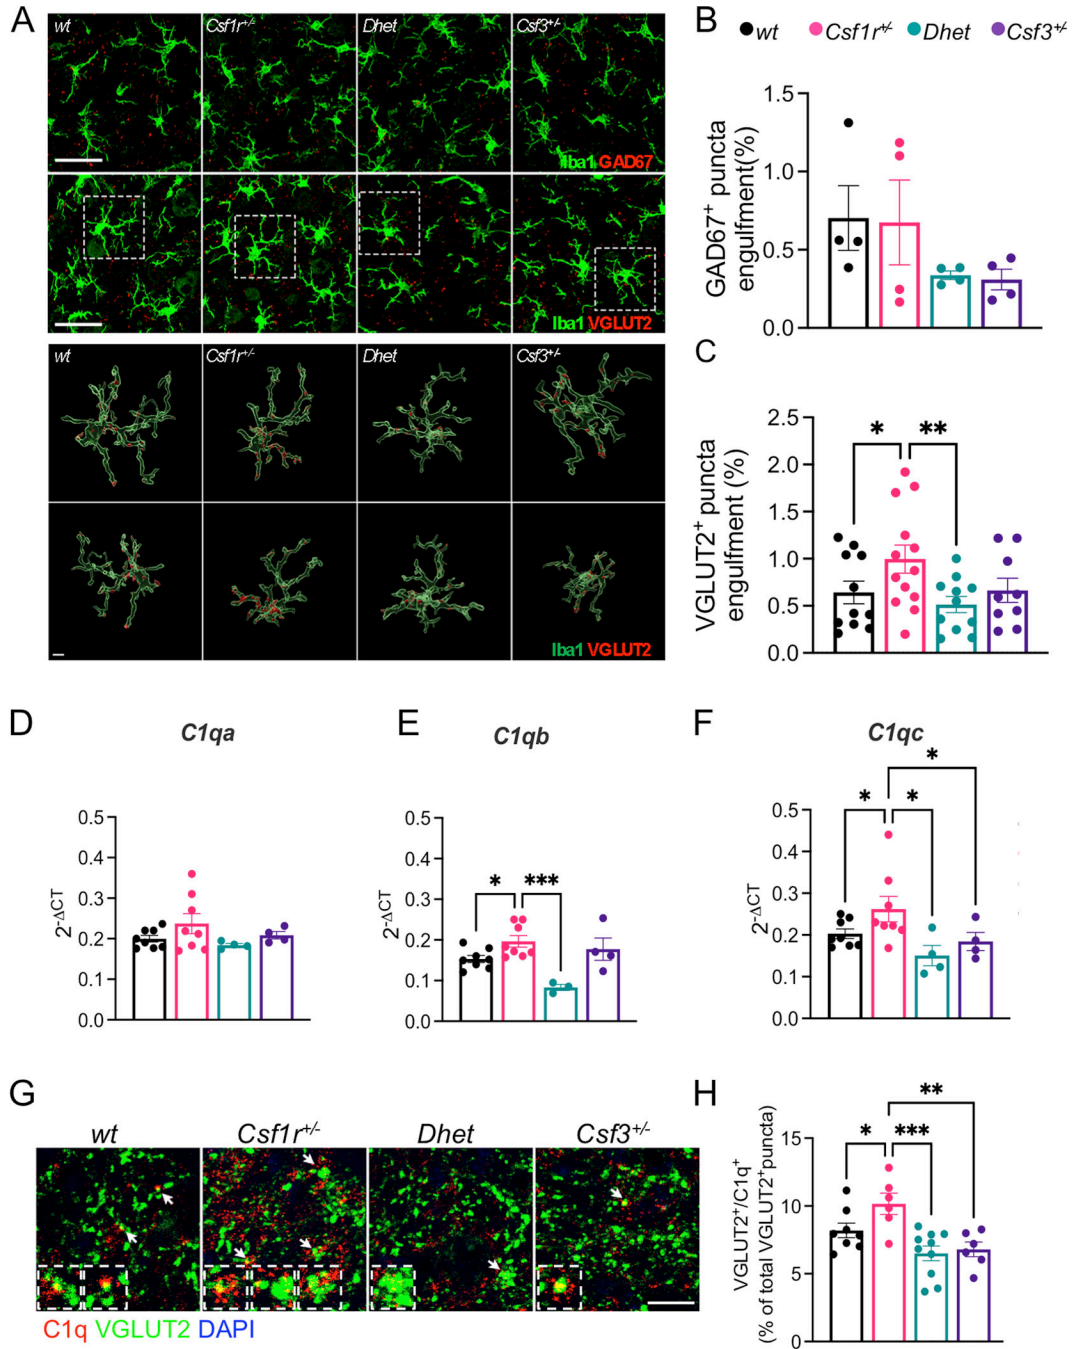 A
wt
Csf1r+/-
Dhet
Csf3+/-
Iba1 GAD67
Iba1 VGLUT2
wt
Csf1r+/-
Dhet
Csf3+/-
Iba1 VGLUT2
B
wt
Csf1r+/-
Dhet
Csf3+/-
GAD67+ puncta
engulfment(%)
1.5
1.0
0.5
0.0
C
VGLUT2+ puncta
engulfment (%)
2.5
2.0
1.5
1.0
0.5
0.0
*
**
D
C1qa
2-ΔCT
0.5
0.4
0.3
0.2
0.1
0.0
E
C1qb
2-ΔCT
0.5
0.4
0.3
0.2
0.1
0.0
*
***
F
C1qc
2-ΔCT
0.5
0.4
0.3
0.2
0.1
0.0
*
*
*
G
wt
Csf1r+/-
Dhet
Csf3+/-
C1q VGLUT2 DAPI
H
VGLUT2+/C1q+
(% of total VGLUT2+puncta)
15
10
5
0
*
***
**